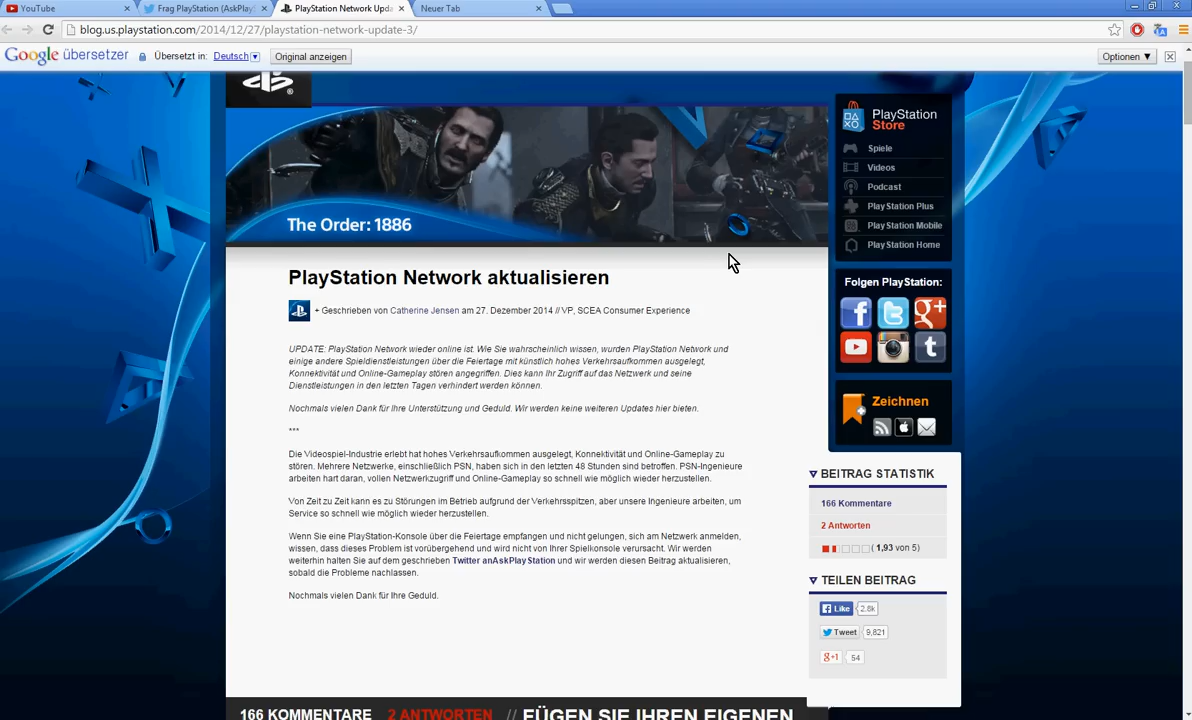 YouTube
Frag PlayStation (AskPlayS
PlayStation Network Upda
Neuer Tab
blog.us.playstation.com/2014/12/27/playstation-network-update-3/
Google übersetzer
Übersetzt in: Deutsch
Original anzeigen
Optionen ▼
The Order: 1886
PlayStation Network aktualisieren
+ Geschrieben von Catherine Jensen am 27. Dezember 2014 // VP, SCEA Consumer Experience
UPDATE: PlayStation Network wieder online ist. Wie Sie wahrscheinlich wissen, wurden PlayStation Network und
einige andere Spieldienstleistungen über die Feiertage mit künstlich hohes Verkehrsaufkommen ausgelegt,
Konnektivität und Online-Gameplay stören angegriffen. Dies kann Ihr Zugriff auf das Netzwerk und seine
Dienstleistungen in den letzten Tagen verhindert werden können.
Nochmals vielen Dank für Ihre Unterstützung und Geduld. Wir werden keine weiteren Updates hier bieten.
***
Die Videospiel-Industrie erlebt hat hohes Verkehrsaufkommen ausgelegt, Konnektivität und Online-Gameplay zu
stören. Mehrere Netzwerke, einschließlich PSN, haben sich in den letzten 48 Stunden sind betroffen. PSN-Ingenieure
arbeiten hart daran, vollen Netzwerkzugriff und Online-Gameplay so schnell wie möglich wieder herzustellen.
Von Zeit zu Zeit kann es zu Störungen im Betrieb aufgrund der Verkehrsspitzen, aber unsere Ingenieure arbeiten, um
Service so schnell wie möglich wieder herzustellen.
Wenn Sie eine PlayStation-Konsole über die Feiertage empfangen und nicht gelungen, sich am Netzwerk anmelden,
wissen, dass dieses Problem ist vorübergehend und wird nicht von Ihrer Spielkonsole verursacht. Wir werden
weiterhin halten Sie auf dem geschrieben Twitter anAskPlayStation und wir werden diesen Beitrag aktualisieren,
sobald die Probleme nachlassen.
Nochmals vielen Dank für Ihre Geduld.
166 KOMMENTARE 2 ANTWORTEN // FÜGEN SIE IHREN EIGENEN
PlayStation
Store
Spiele
Videos
Podcast
PlayStation Plus
PlayStation Mobile
PlayStation Home
Folgen PlayStation:
Zeichnen
BEITRAG STATISTIK
166 Kommentare
2 Antworten
( 1,93 von 5)
TEILEN BEITRAG
Like 2.8k
Tweet 9,821
g+1 54